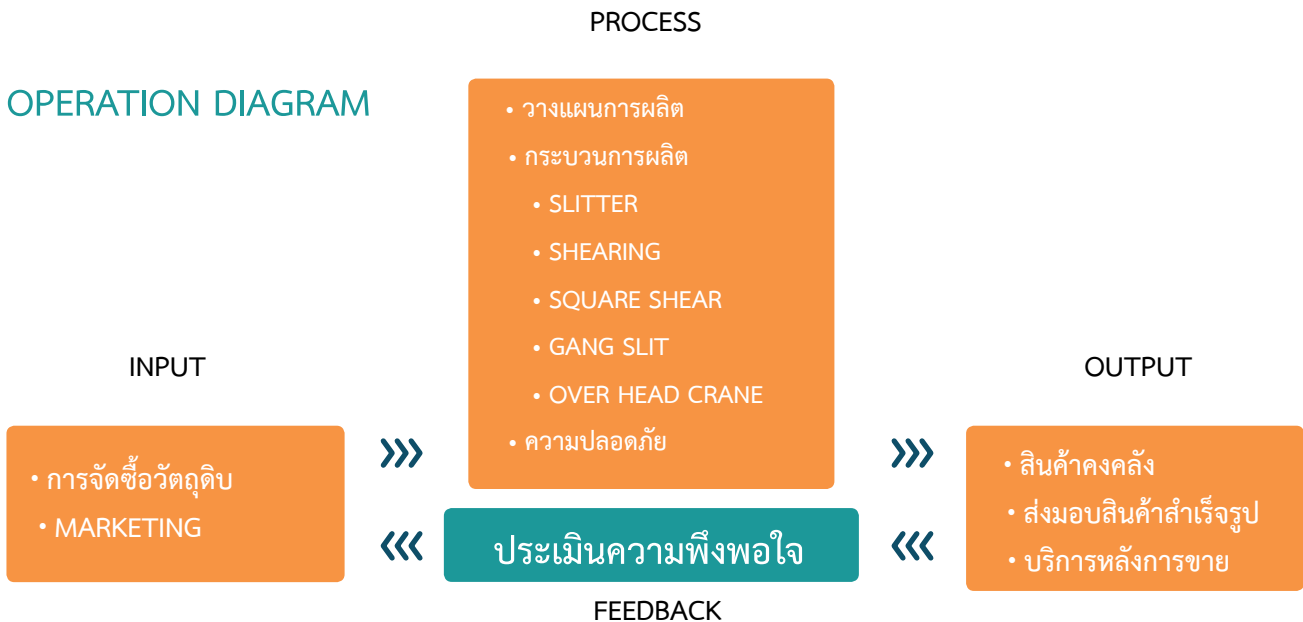 PROCESS
OPERATION DIAGRAM
• วางแผนการผลิต
• กระบวนการผลิต
• SLITTER
• SHEARING
• SQUARE SHEAR
• GANG SLIT
• OVER HEAD CRANE
• ความปลอดภัย
INPUT
• การจัดซื้อวัตถุดิบ
• MARKETING
OUTPUT
• สินค้าคงคลัง
• ส่งมอบสินค้าสำเร็จรูป
• บริการหลังการขาย
ประเมินความพึงพอใจ
FEEDBACK